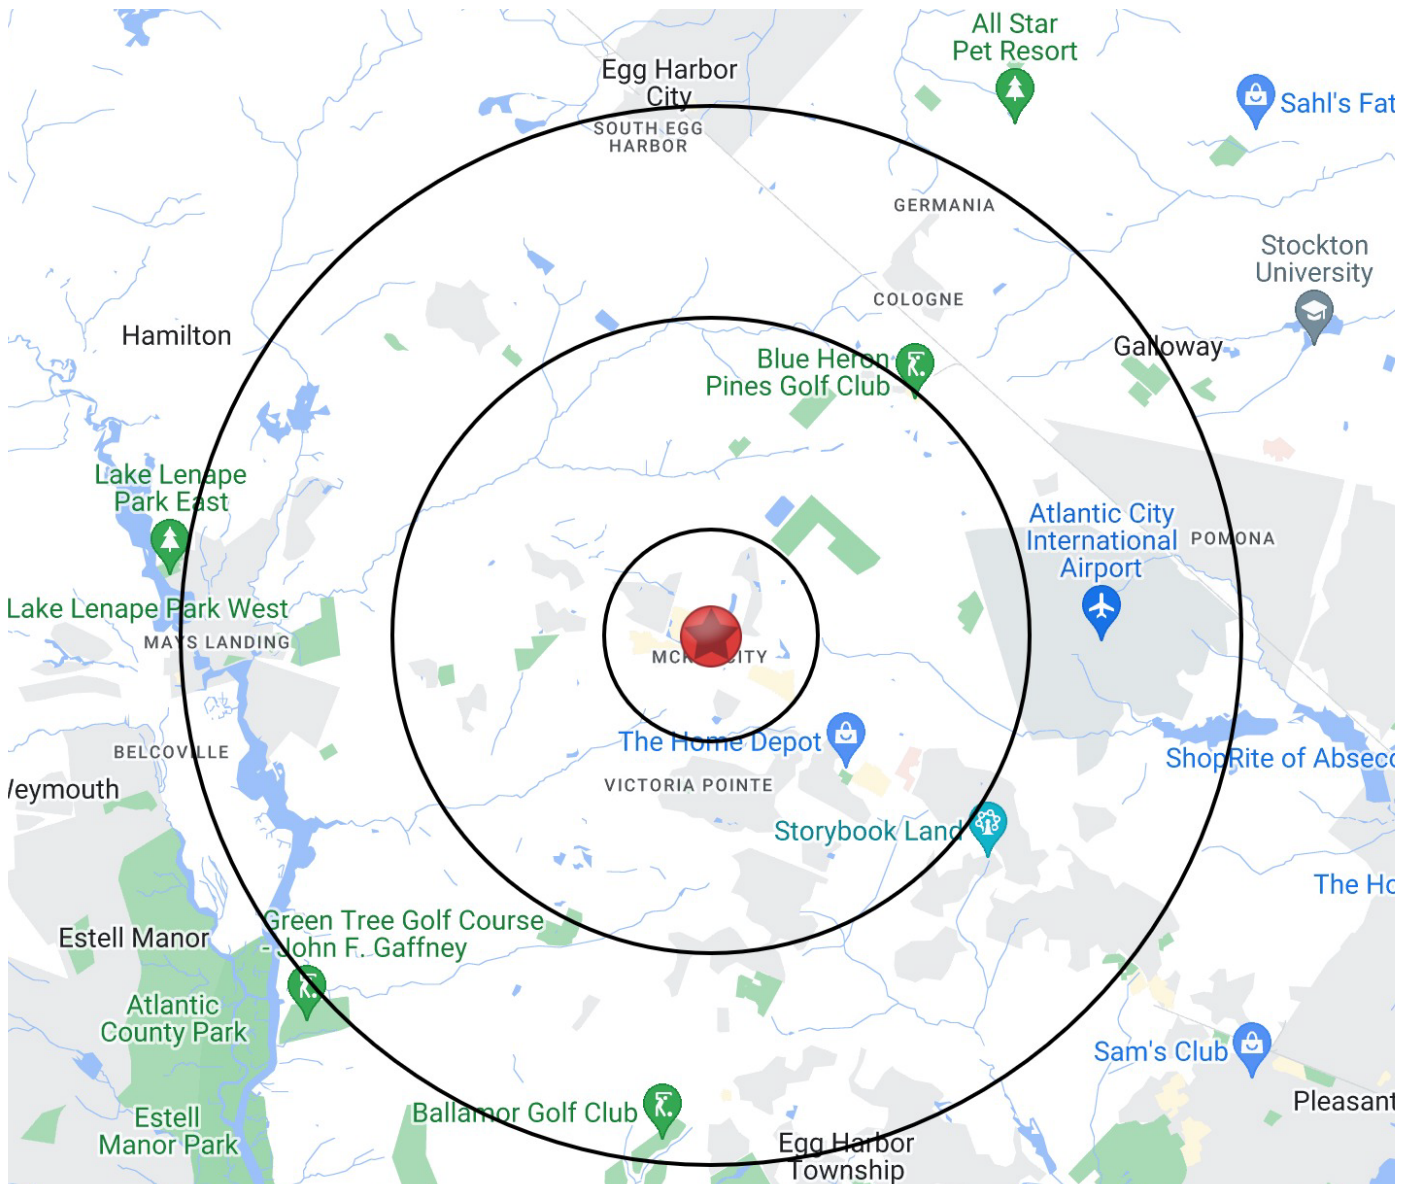 All Star
Pet Resort
Egg Harbor
City
Sahl's Fat
SOUTH EGG
HARBOR
GERMANIA
Stockton
University
COLOGNE
Hamilton
Galloway
Blue Heron
Pines Golf Club
Lake Lenape
Park East
Atlantic City
International
Airport
POMONA
Lake Lenape Park West
MAYS LANDING
CITY
The Home Depot
BELCOVILLE
ShopRite of Absec
VICTORIA POINTE
eymouth
Storybook Land
The Ho
Green Tree Golf Course
- John F. Gaffney
Estell Manor
Atlantic
County Park
Sam's Club
Pleasant
Ballamor Golf Club
Estell
Manor Park
Egg Harbor
Township